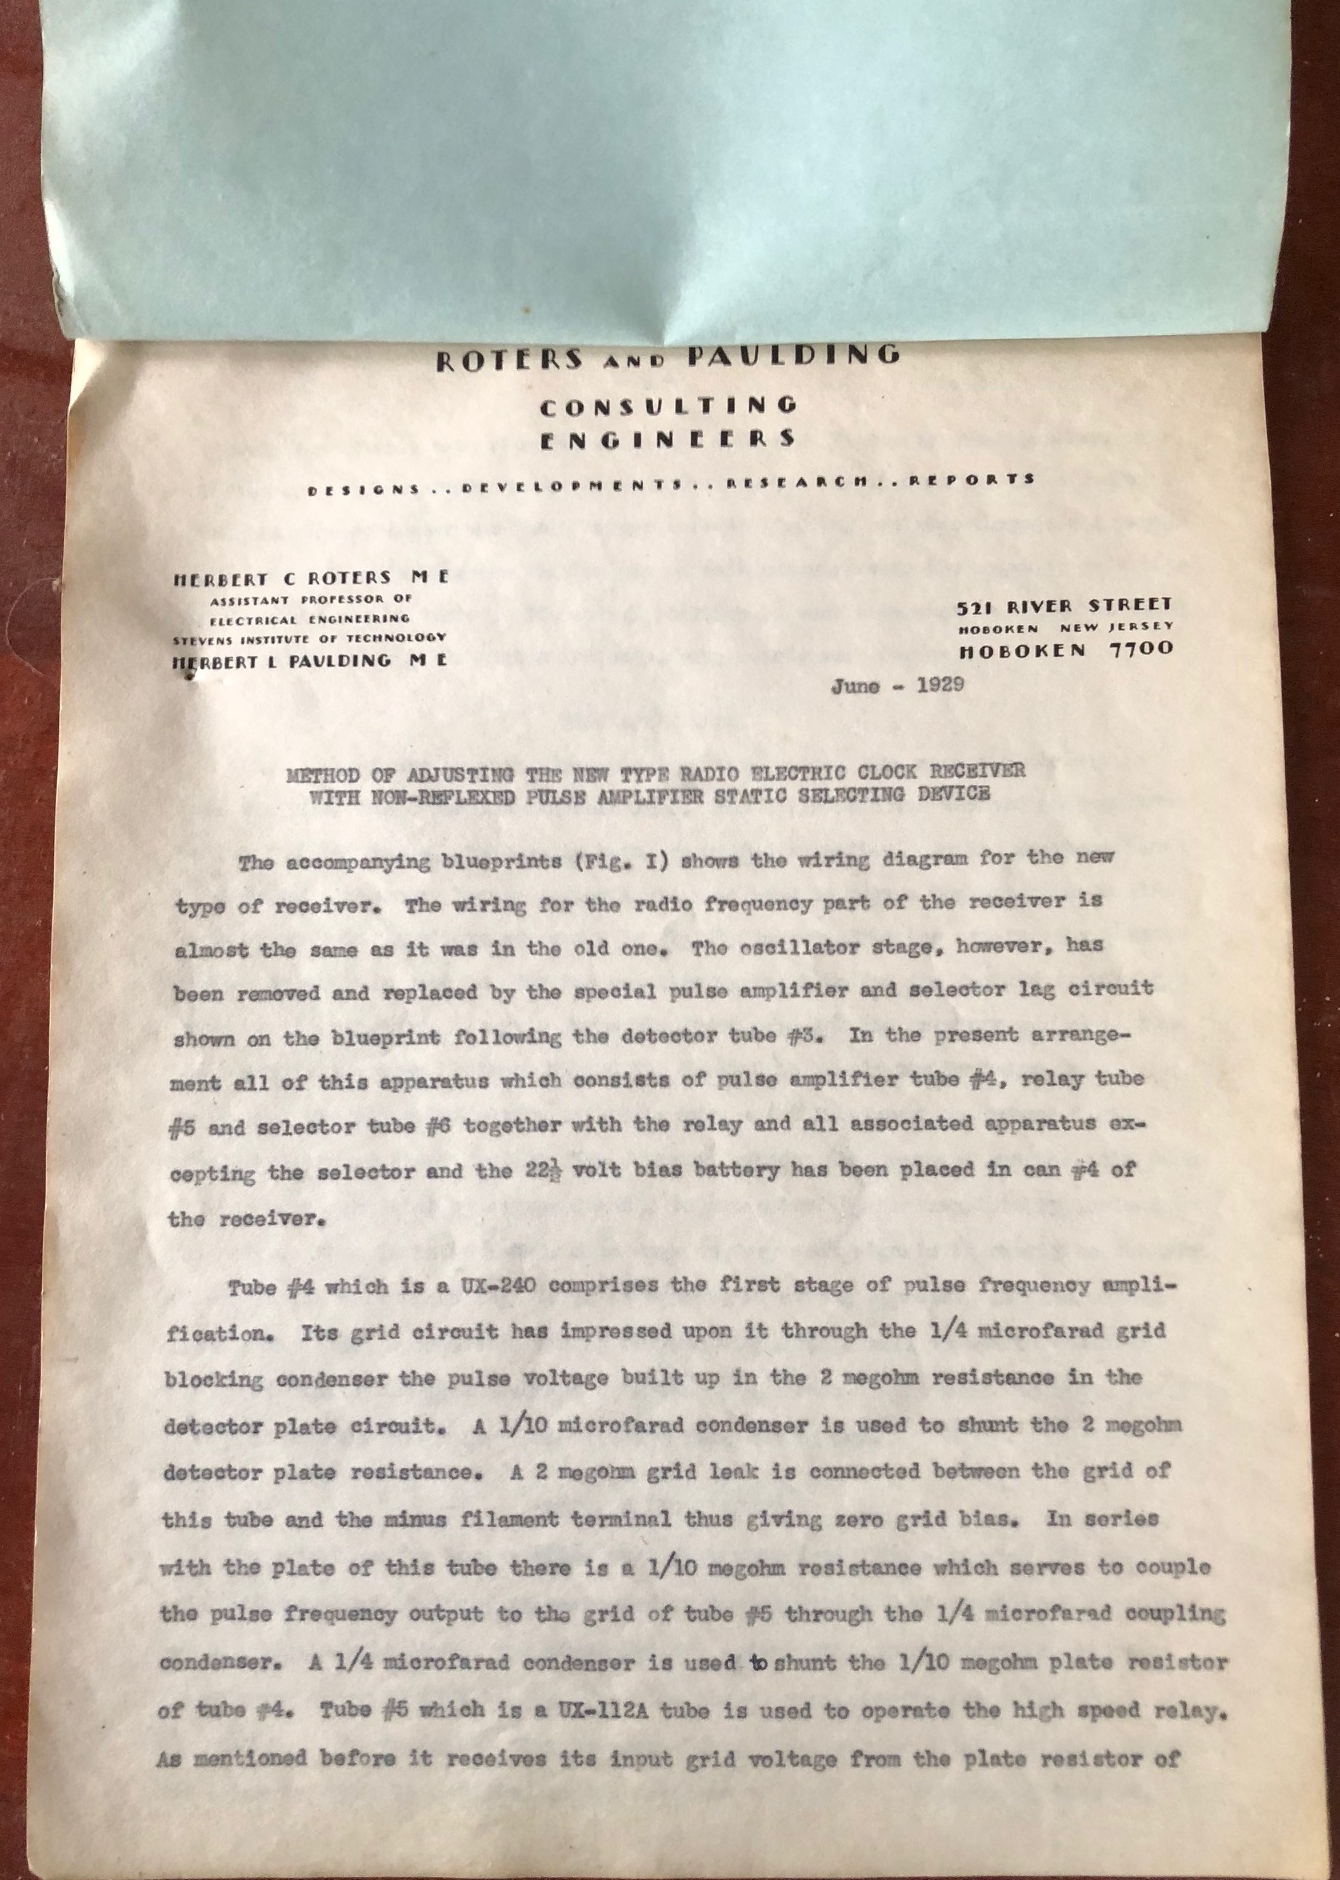 ROTERS AND PAULDING
CONSULTING
ENGINEERS
DESIGNS..DEVELOPMENTS..RESEARCH..REPORTS
HERBERT C ROTERS M E
ASSISTANT PROFESSOR OF
ELECTRICAL ENGINEERING
STEVENS INSTITUTE OF TECHNOLOGY
HERBERT L PAULDING M E
521 RIVER STREET
HOBOKEN NEW JERSEY
HOBOKEN 7700
June - 1929
METHOD OF ADJUSTING THE NEW TYPE RADIO ELECTRIC CLOCK RECEIVER
WITH NON-REFLEXED PULSE AMPLIFIER STATIC SELECTING DEVICE
The accompanying blueprints (Fig. I) shows the wiring diagram for the new
type of receiver. The wiring for the radio frequency part of the receiver is
almost the same as it was in the old one. The oscillator stage, however, has
been removed and replaced by the special pulse amplifier and selector lag circuit
shown on the blueprint following the detector tube #3. In the present arrange-
ment all of this apparatus which consists of pulse amplifier tube #4, relay tube
#5 and selector tube #6 together with the relay and all associated apparatus ex-
cepting the selector and the 22½ volt bias battery has been placed in can #4 of
the receiver.
Tube #4 which is a UX-240 comprises the first stage of pulse frequency ampli-
fication. Its grid circuit has impressed upon it through the 1/4 microfarad grid
blocking condenser the pulse voltage built up in the 2 megohm resistance in the
detector plate circuit. A 1/10 microfarad condenser is used to shunt the 2 megohm
detector plate resistance. A 2 megohm grid leak is connected between the grid of
this tube and the minus filament terminal thus giving zero grid bias. In series
with the plate of this tube there is a 1/10 megohm resistance which serves to couple
the pulse frequency output to the grid of tube #5 through the 1/4 microfarad coupling
condenser. A 1/4 microfarad condenser is used to shunt the 1/10 megohm plate resistor
of tube #4. Tube #5 which is a UX-112A tube is used to operate the high speed relay.
As mentioned before it receives its input grid voltage from the plate resistor of